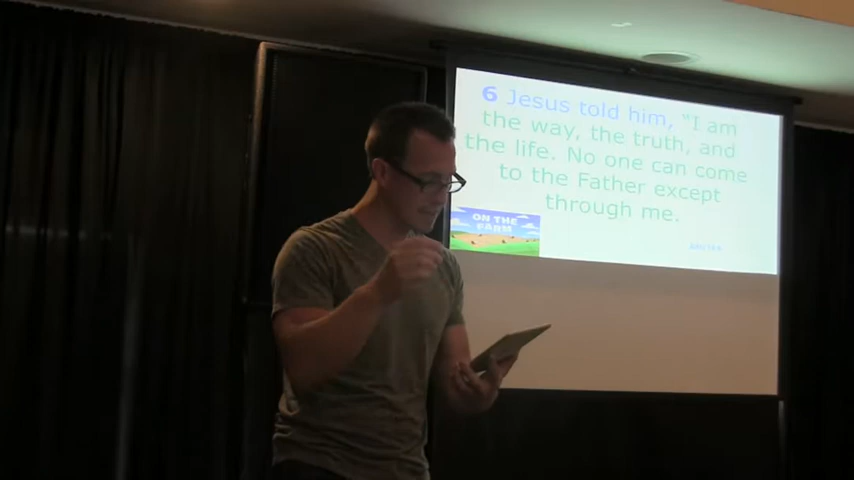 6 Jesus told him, “I am
the way, the truth, and
the life. No one can come
to the Father except
through me.
ON THE
FARM